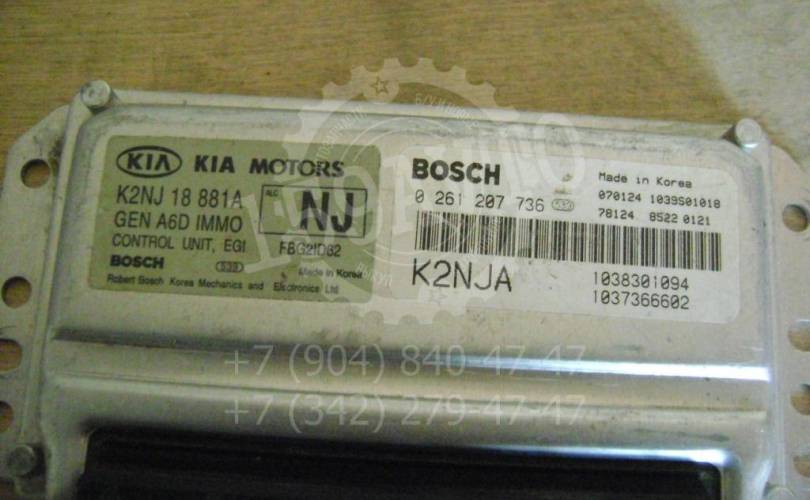 KIA KIA MOTORS
K2NJ 18 881A
ALC
NJ
GEN A6D IMMO
CONTROL UNIT, EGI
FBG2ID62
BOSCH
Made in Korea
Robert Bosch Korea Mechanics and Electronics Ltd
BOSCH
0 261 207 736
Made in Korea
070124 1039S01018
78124 8522 0121
K2NJA
1038301094
1037366602
+7 (904) 840-47-47
+7 (342) 279-47-47